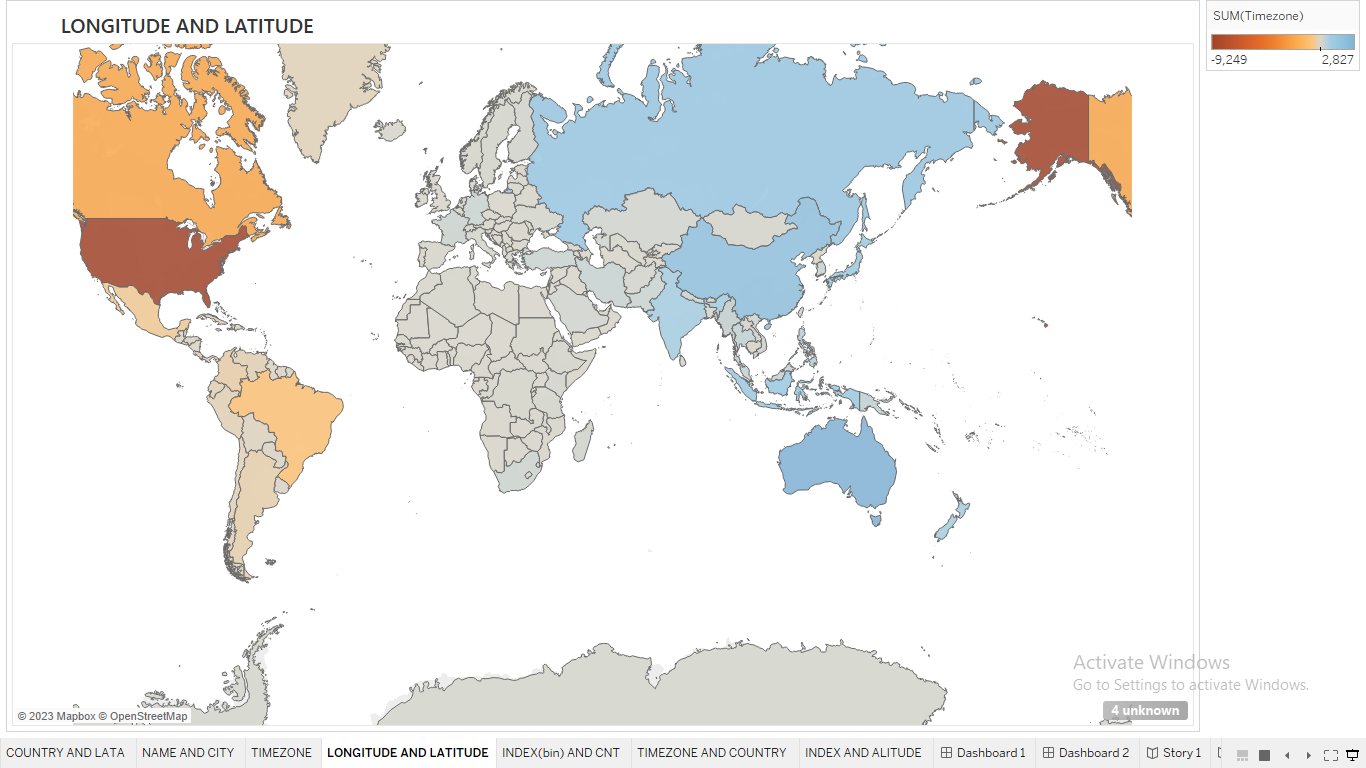 LONGITUDE AND LATITUDE
SUM(Timezone)
-9,249 2,827
Activate Windows
Go to Settings to activate Windows.
4 unknown
© 2023 Mapbox © OpenStreetMap
COUNTRY AND LATA NAME AND CITY TIMEZONE LONGITUDE AND LATITUDE INDEX(bin) AND CNT TIMEZONE AND COUNTRY INDEX AND ALITUDE Dashboard 1 Dashboard 2 Story 1